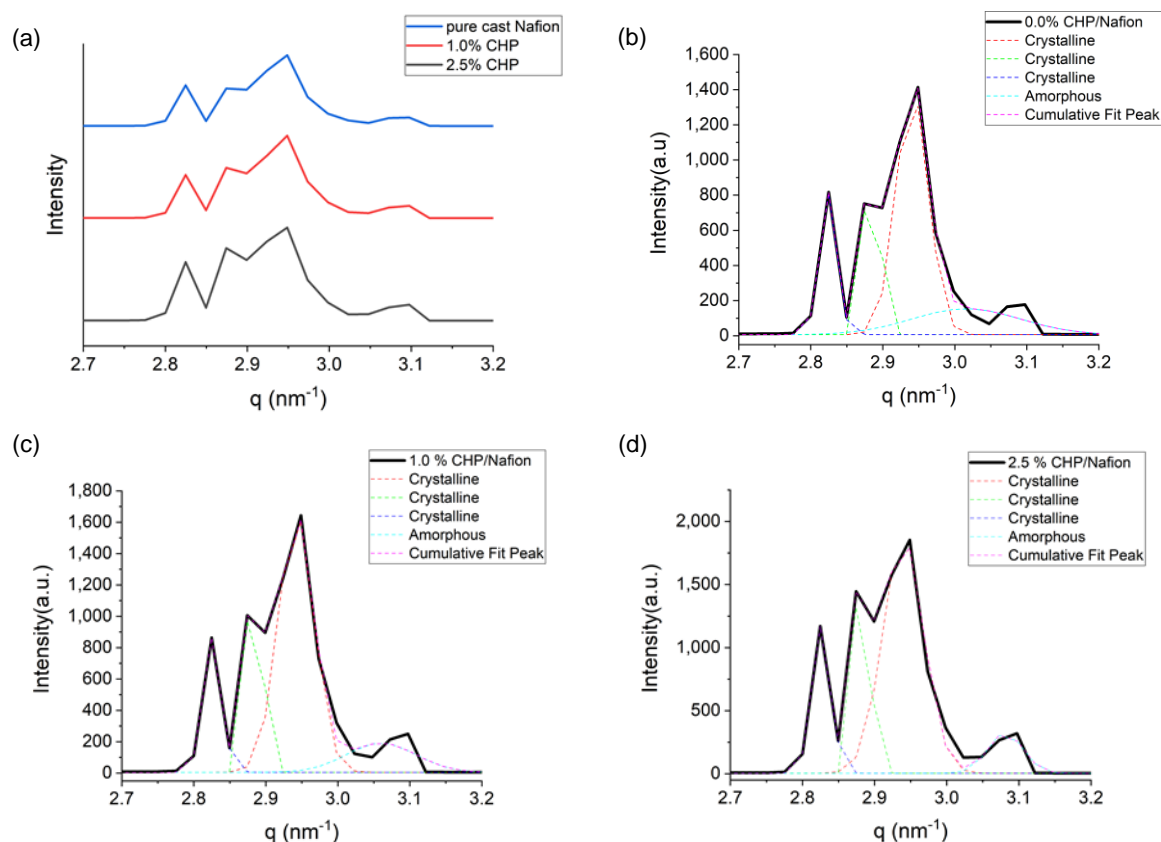 (a)
pure cast Nafion
1.0% CHP
2.5% CHP
Intensity
2.7 2.8 2.9 3.0 3.1 3.2
q (nm⁻¹)
(b)
0.0% CHP/Nafion
Crystalline
Crystalline
Crystalline
Amorphous
Cumulative Fit Peak
Intensity(a.u)
1,600
1,400
1,200
1,000
800
600
400
200
0
2.7 2.8 2.9 3.0 3.1 3.2
q (nm⁻¹)
(c)
1.0 % CHP/Nafion
Crystalline
Crystalline
Crystalline
Amorphous
Cumulative Fit Peak
Intensity(a.u.)
1,800
1,600
1,400
1,200
1,000
800
600
400
200
0
2.7 2.8 2.9 3.0 3.1 3.2
q (nm⁻¹)
(d)
2.5 % CHP/Nafion
Crystalline
Crystalline
Crystalline
Amorphous
Cumulative Fit Peak
Intensity(a.u.)
2,000
1,500
1,000
500
0
2.7 2.8 2.9 3.0 3.1 3.2
q (nm⁻¹)